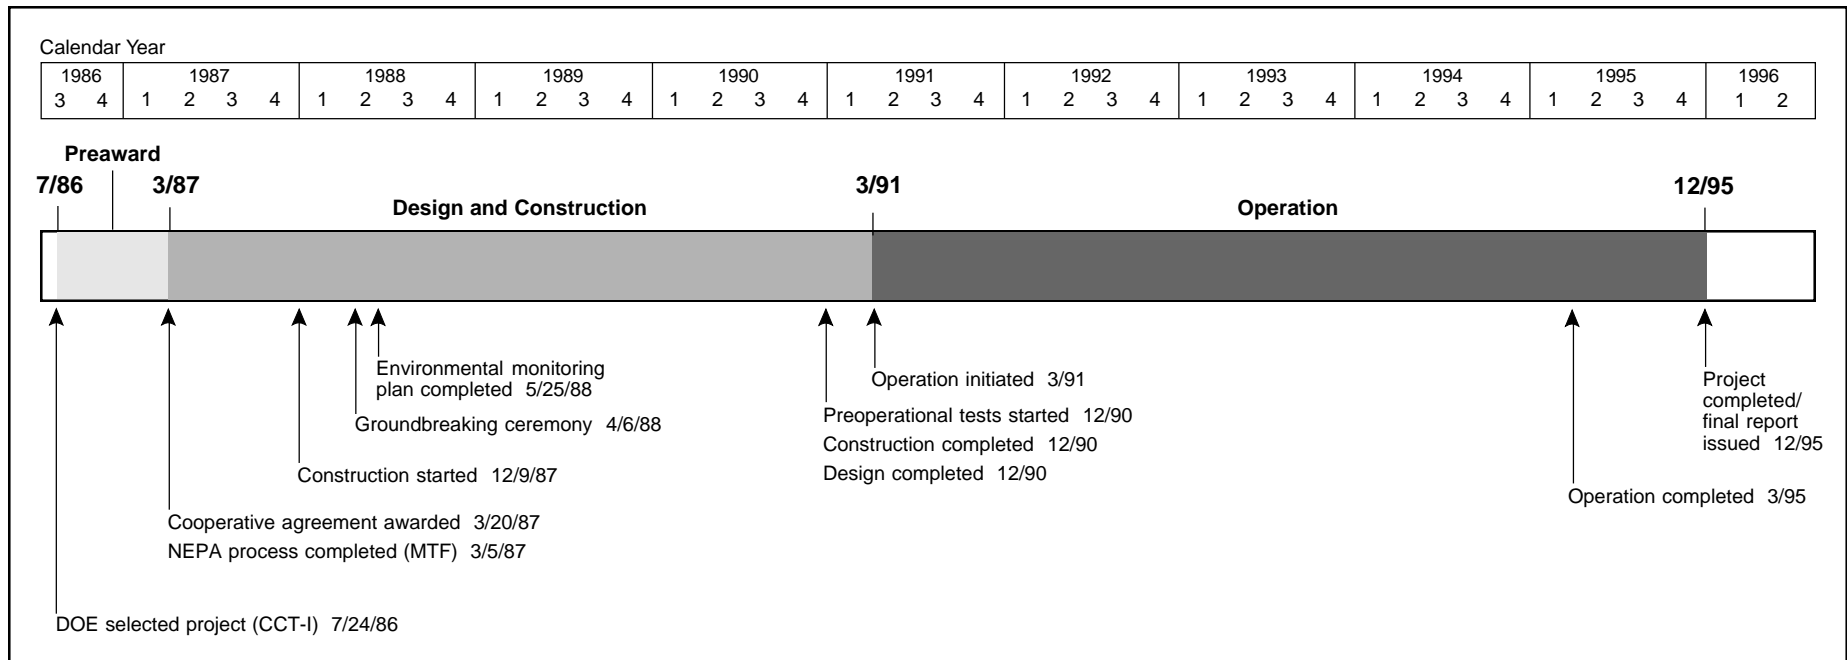 Calendar Year
1986 1987 1988 1989 1990 1991 1992 1993 1994 1995 1996
3 4 1 2 3 4 1 2 3 4 1 2 3 4 1 2 3 4 1 2 3 4 1 2 3 4 1 2 3 4 1 2 3 4 1 2 3 4 1 2
Preaward
7/86 3/87 3/91 12/95
Design and Construction Operation
Environmental monitoring
plan completed 5/25/88
Groundbreaking ceremony 4/6/88
Construction started 12/9/87
Cooperative agreement awarded 3/20/87
NEPA process completed (MTF) 3/5/87
DOE selected project (CCT-I) 7/24/86
Operation initiated 3/91
Preoperational tests started 12/90
Construction completed 12/90
Design completed 12/90
Project
completed/
final report
issued 12/95
Operation completed 3/95